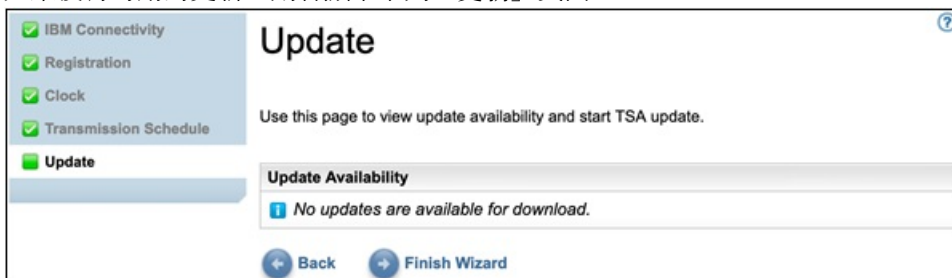 IBM Connectivity
Registration
Clock
Transmission Schedule
Update
Update
Use this page to view update availability and start TSA update.
Update Availability
No updates are available for download.
Back
Finish Wizard